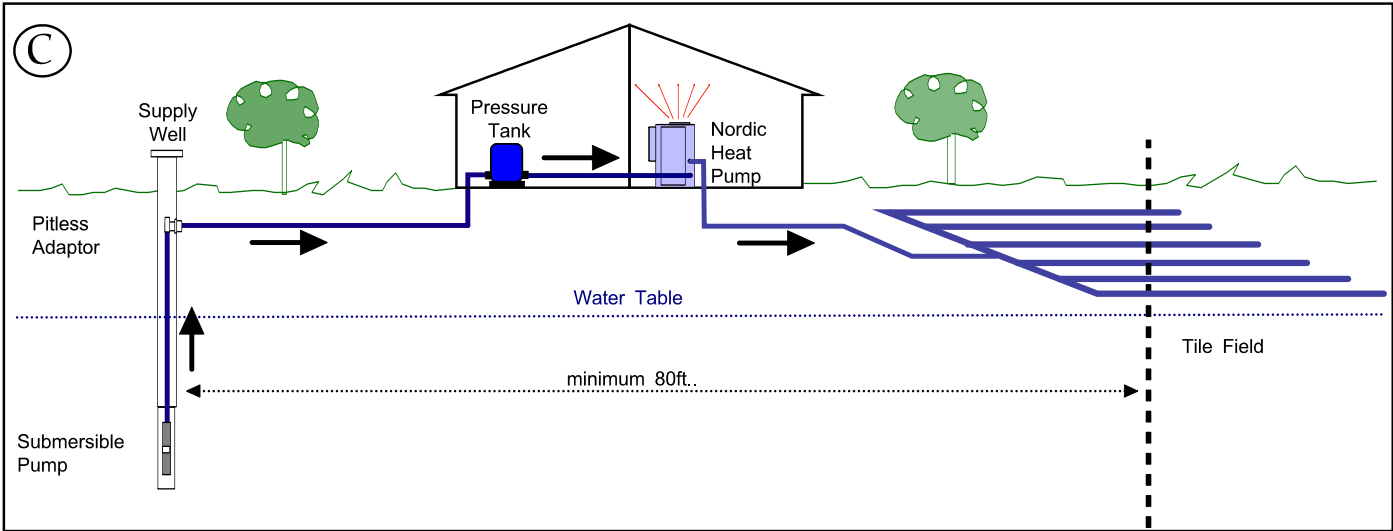 C
Supply
Well
Pressure
Tank
Nordic
Heat
Pump
Pitless
Adaptor
Water Table
Tile Field
minimum 80ft..
Submersible
Pump